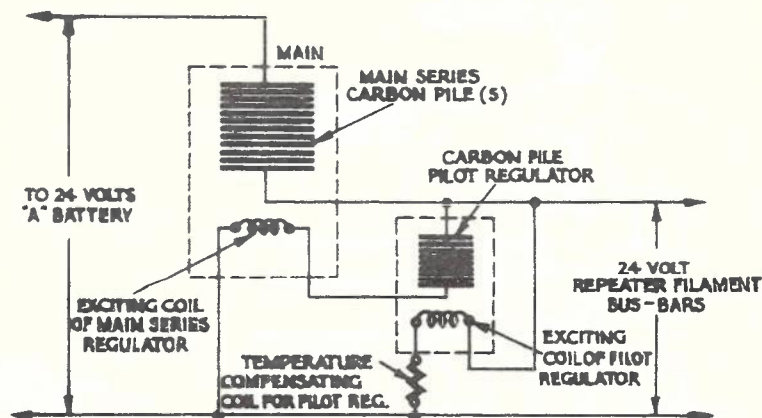 MAIN
MAIN SERIES
CARBON PILE (S)
CARBON PILE
PILOT REGULATOR
TO 24 VOLTS
"A" BATTERY
24 VOLT
REPEATER FILAMENT
BUS-BARS
EXCITING COIL
OF MAIN SERIES
REGULATOR
TEMPERATURE
COMPENSATING
COIL FOR PILOT REG.
EXCITING
COIL OF PILOT
REGULATOR